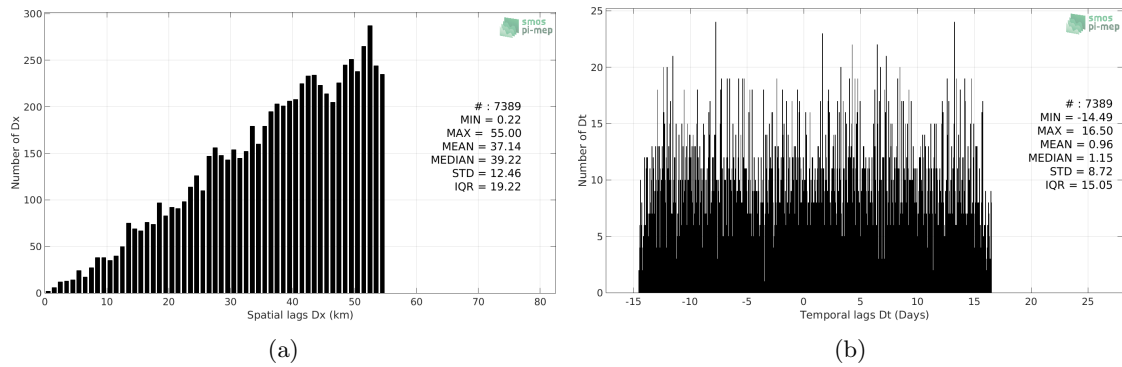 300
250
200
150
100
50
0
0 10 20 30 40 50 60 70 80
Number of Dx
Spatial lags Dx (km)
smos
pi-mep
# : 7389
MIN = 0.22
MAX = 55.00
MEAN = 37.14
MEDIAN = 39.22
STD = 12.46
IQR = 19.22
(a)
25
20
15
10
5
0
-15 -10 -5 0 5 10 15 20 25
Number of Dt
Temporal lags Dt (Days)
smos
pi-mep
# : 7389
MIN = -14.49
MAX = 16.50
MEAN = 0.96
MEDIAN = 1.15
STD = 8.72
IQR = 15.05
(b)